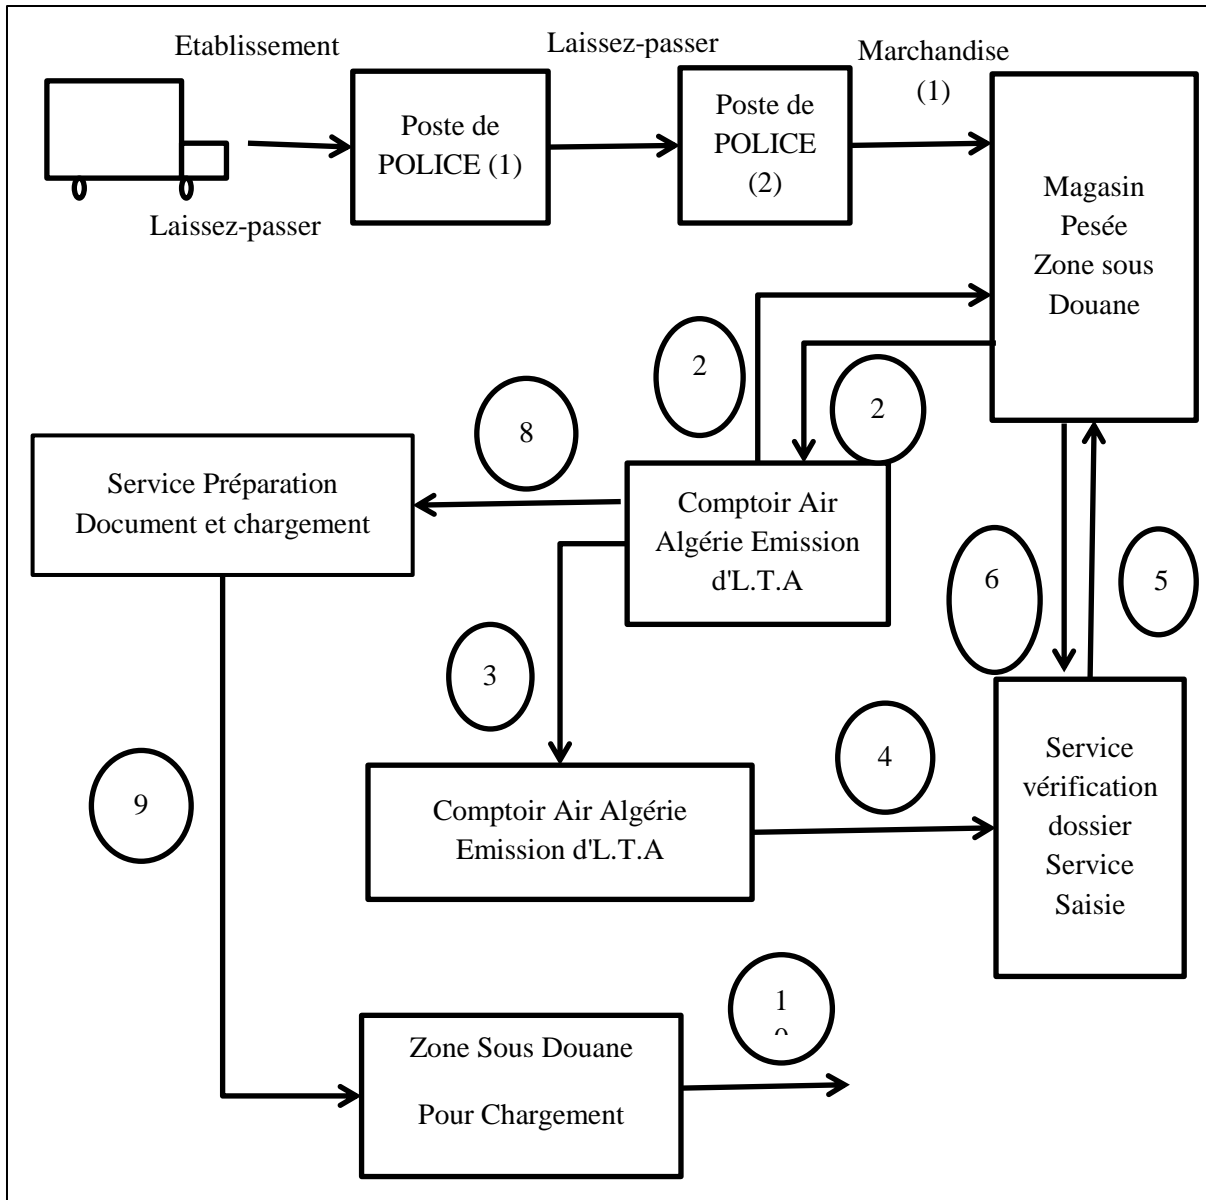 Etablissement
Laissez-passer
Laissez-passer
Marchandise
(1)
Poste de
POLICE (1)
Poste de
POLICE
(2)
Magasin
Pesée
Zone sous
Douane
2
2
8
Service Préparation
Document et chargement
Comptoir Air
Algérie Emission
d'L.T.A
6
5
3
4
9
Comptoir Air Algérie
Emission d'L.T.A
Service
vérification
dossier
Service
Saisie
10
Zone Sous Douane
Pour Chargement